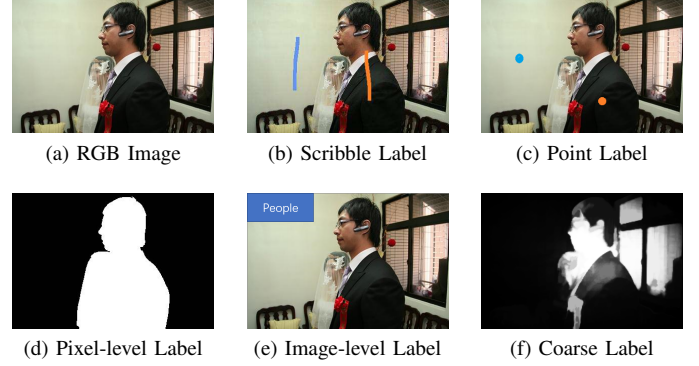 (a) RGB Image
(b) Scribble Label
(c) Point Label
People
(d) Pixel-level Label
(e) Image-level Label
(f) Coarse Label